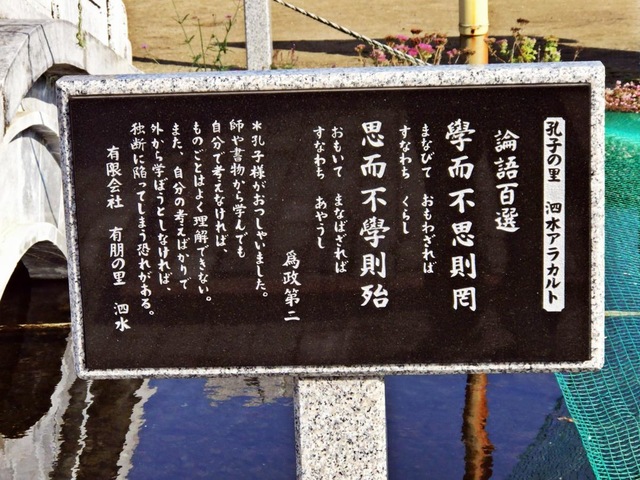 孔子の里 泗水アラカルト
論語百選
學而不思則罔
まなびて おもわざれば
すなわち くらし
思而不學則殆
おもいて まなばざれば
すなわち あやうし
為政第二
*孔子様がおっしゃいました。
師や書物から学んでも
自分で考えなければ、
ものごとはよく理解できない。
また、自分の考えばかりで
外から学ぼうとしなければ、
独断に陥ってしまう恐れがある。
有限会社 有朋の里 泗水